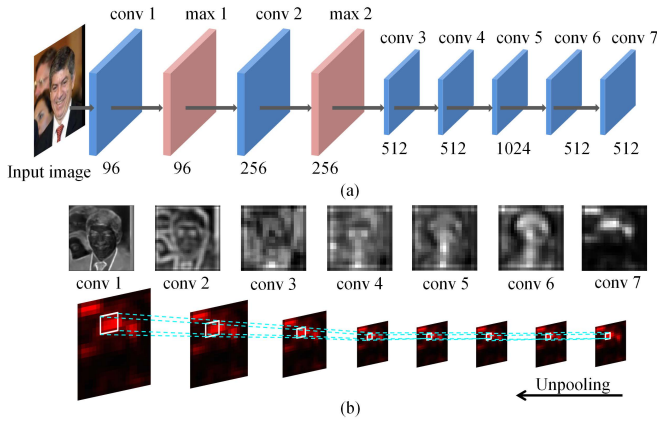 conv 1 max 1 conv 2 max 2
conv 3 conv 4 conv 5 conv 6 conv 7
Input image 96 96 256 256 512 512 1024 512 512
(a)
conv 1 conv 2 conv 3 conv 4 conv 5 conv 6 conv 7
Unpooling
(b)